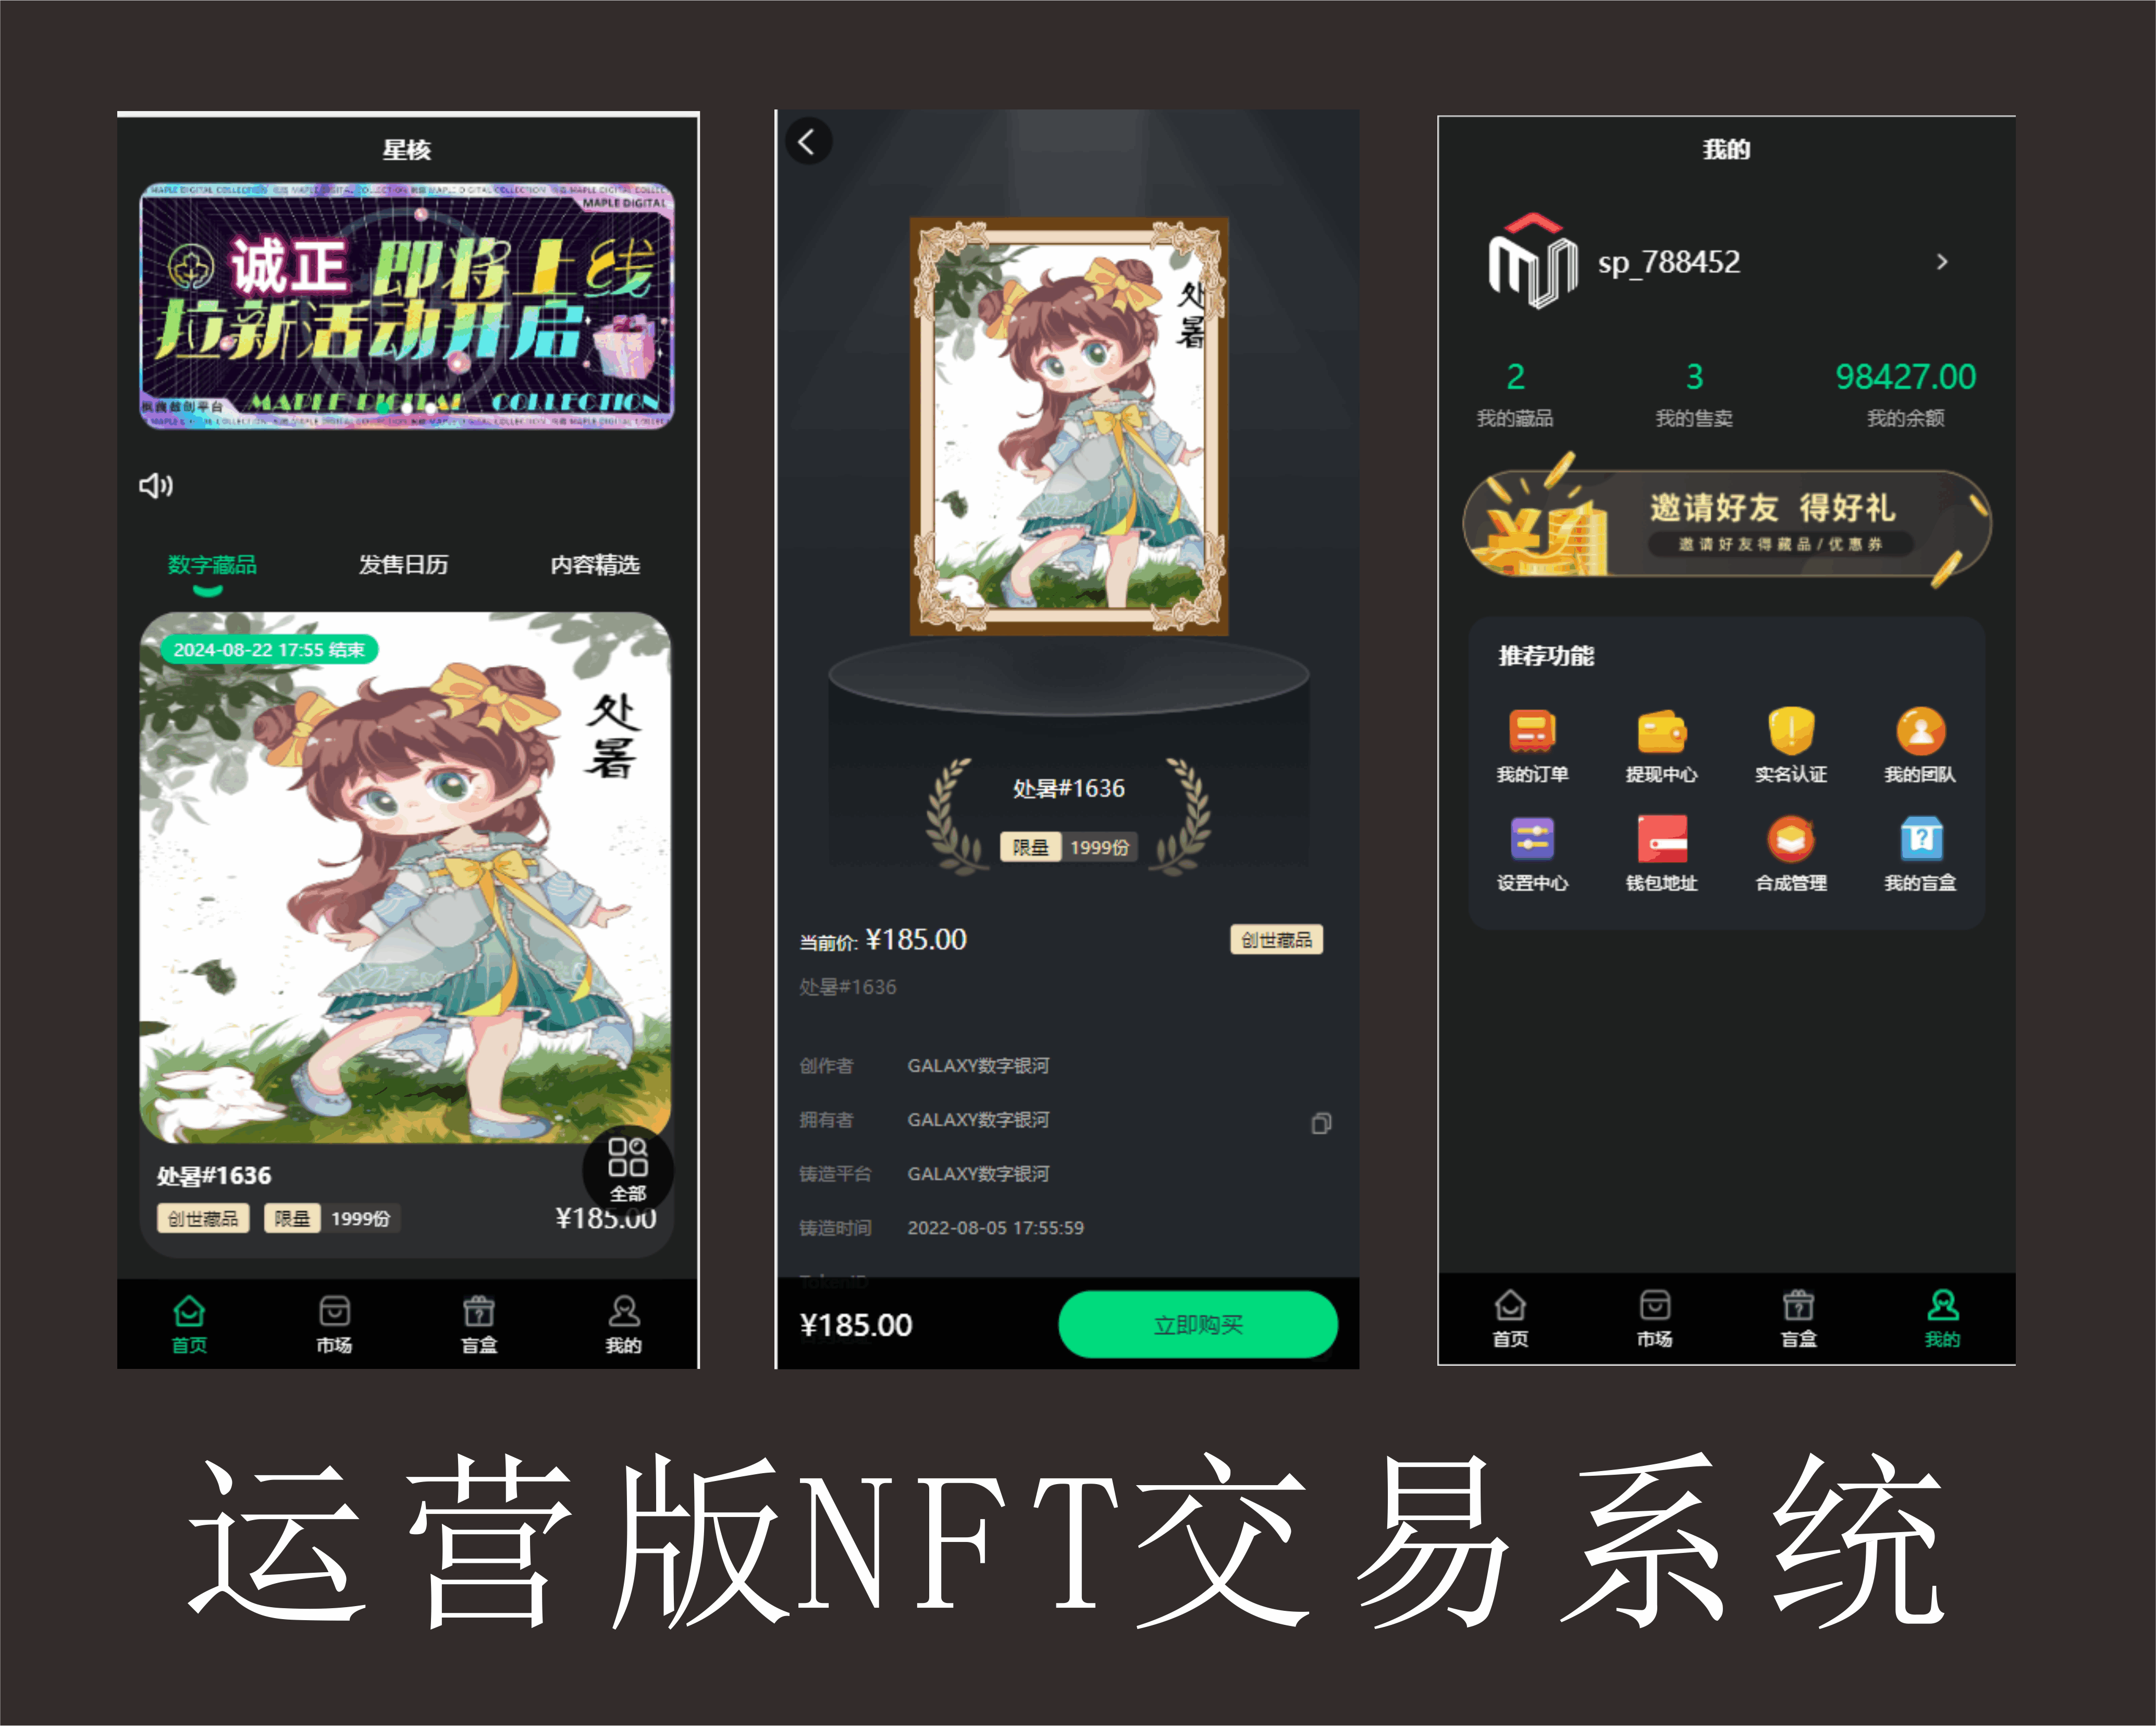 星核
MAPLE DIGITAL
诚正 即将上线
拉新活动开启
MAPLE DIGITAL COLLECTION
数字藏品 发售日历 内容精选
2024-08-22 17:55 结束
处暑
处暑#1636
全部
创世藏品 限量 1999份 ¥185.00
首页 市场 盲盒 我的
处暑
处暑#1636
限量 1999份
当前价: ¥185.00 创世藏品
处暑#1636
创作者 GALAXY数字银河
拥有者 GALAXY数字银河
铸造平台 GALAXY数字银河
铸造时间 2022-08-05 17:55:59
TokenID
¥185.00 立即购买
我的
sp_788452
2 3 98427.00
我的藏品 我的售卖 我的余额
邀请好友 得好礼
邀请好友得藏品/优惠券
推荐功能
我的订单 提现中心 实名认证 我的团队
设置中心 钱包地址 合成管理 我的盲盒
首页 市场 盲盒 我的
运营版NFT交易系统